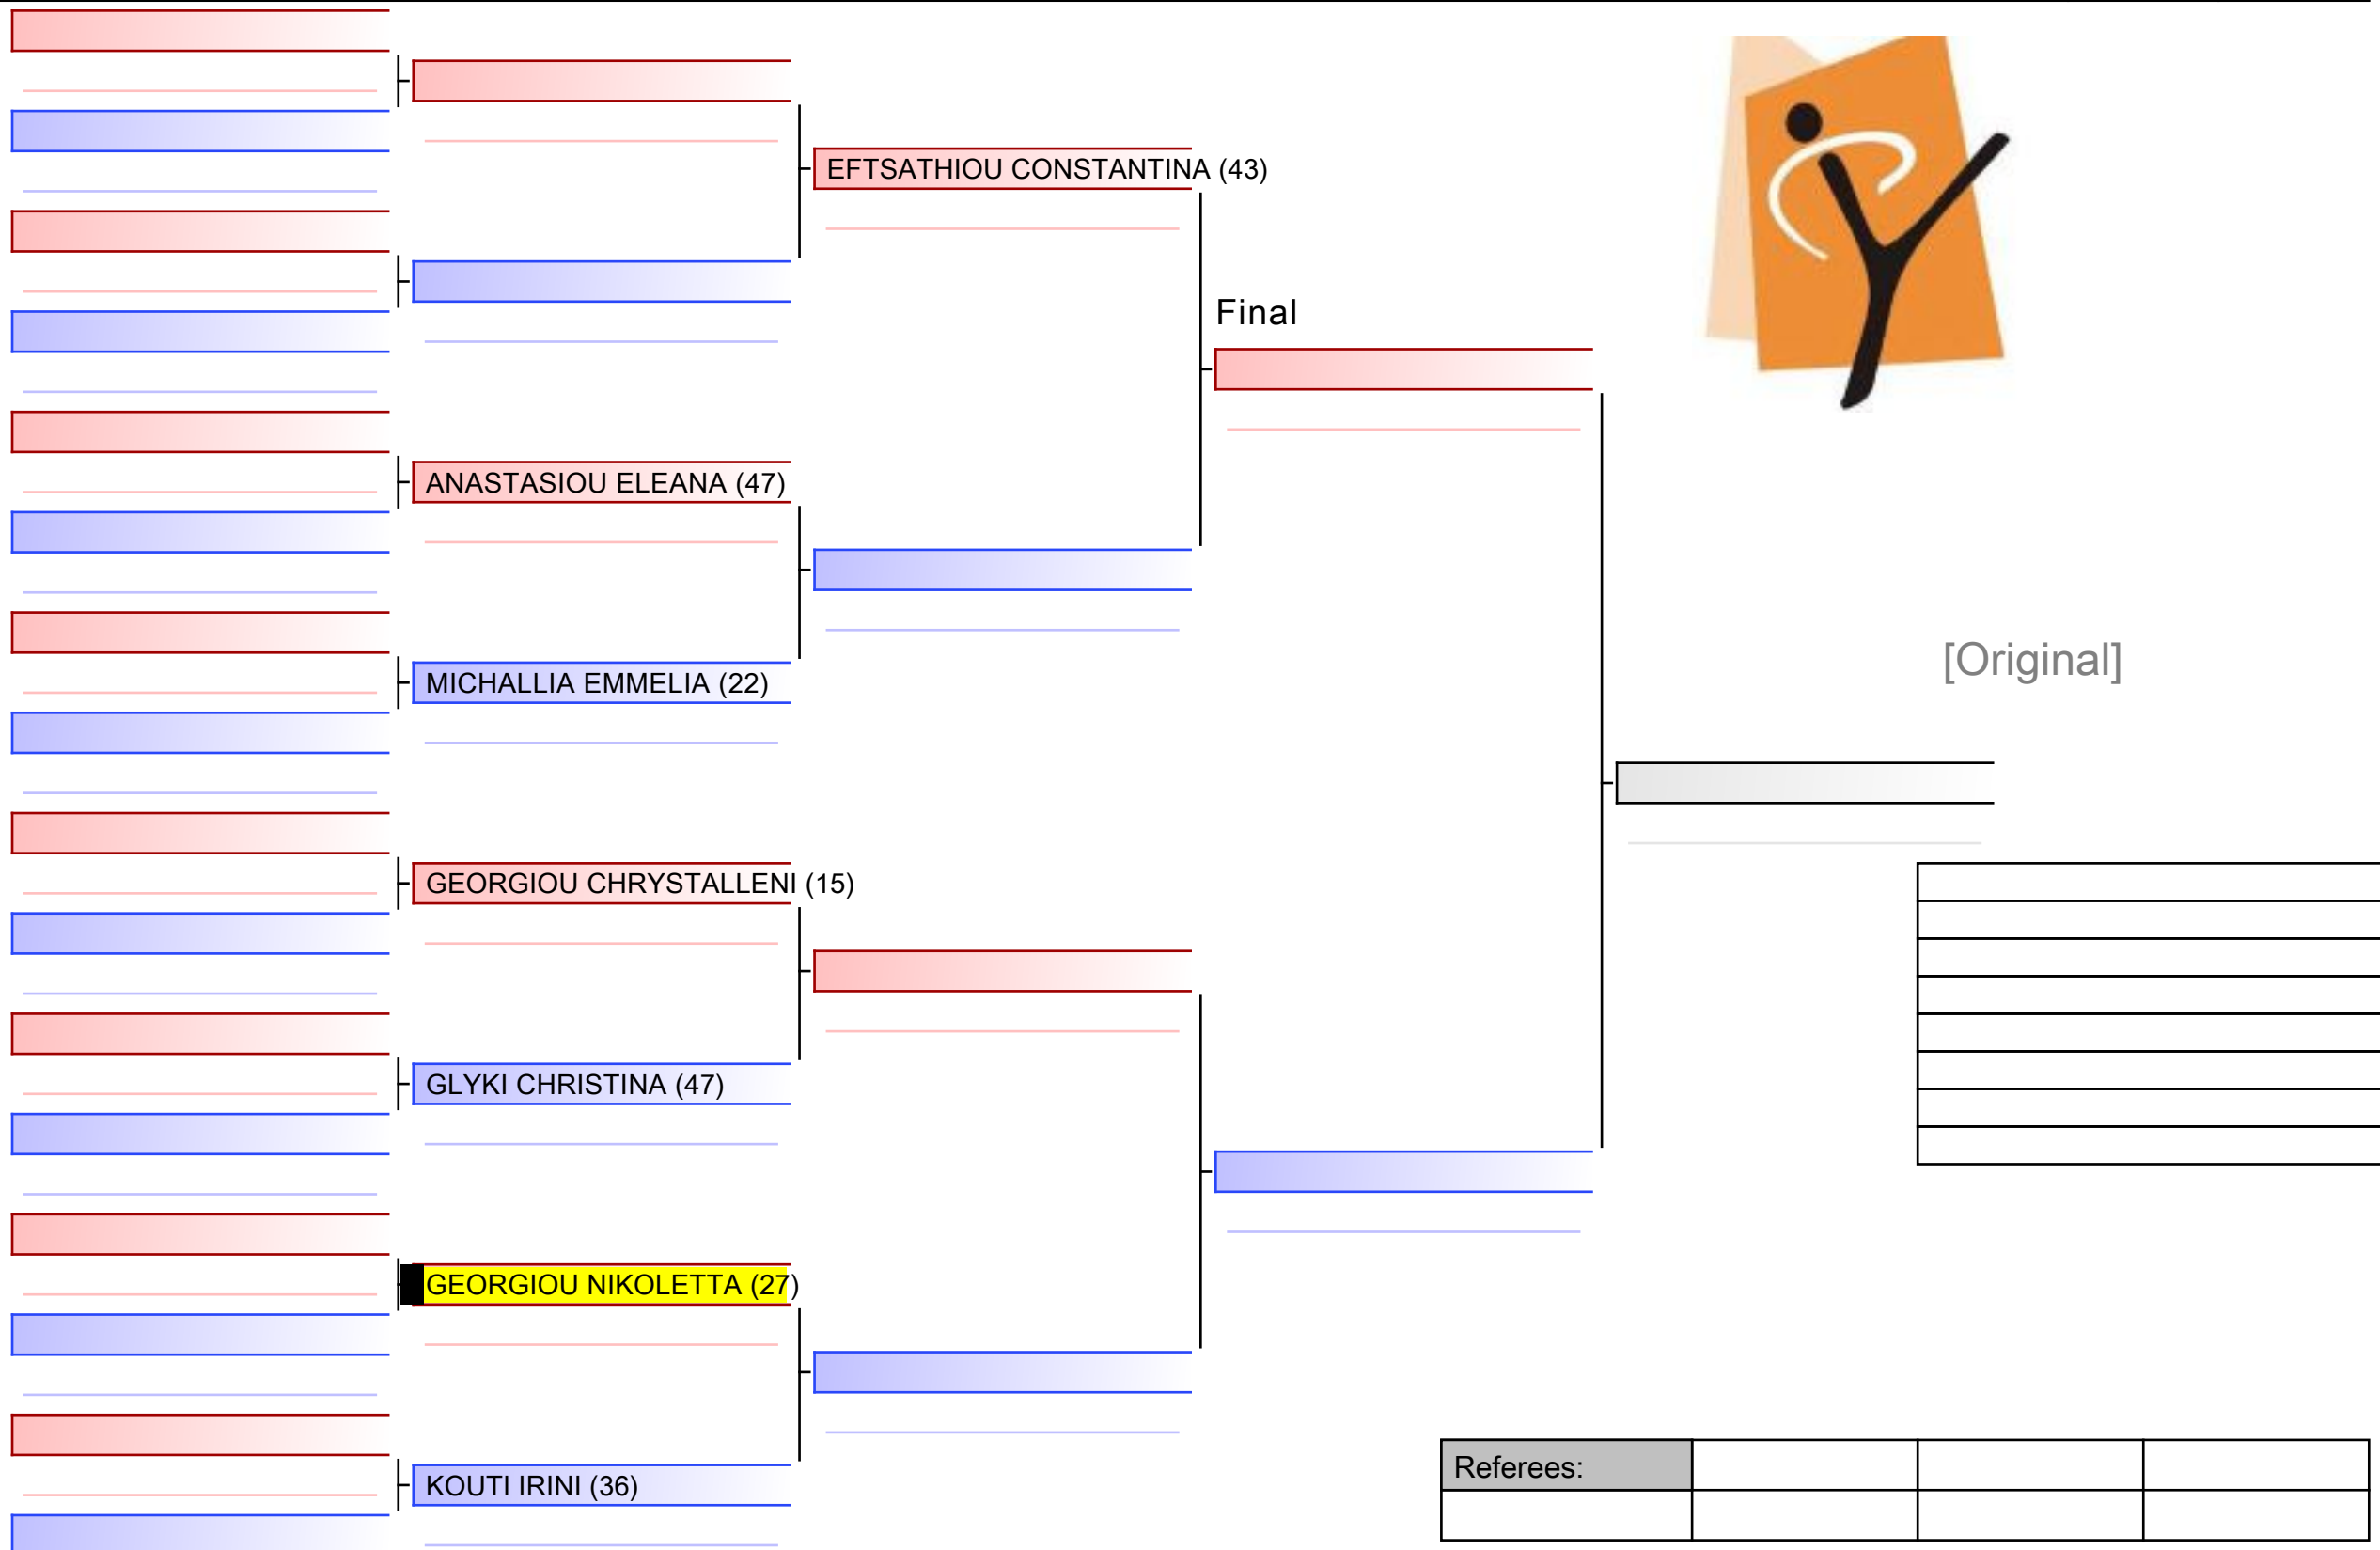 EFTSATHIOU CONSTANTINA (43)
Final
ANASTASIOU ELEANA (47)
[Original]
MICHALLIA EMMELIA (22)
GEORGIOU CHRYSTALLENI (15)
GLYKI CHRISTINA (47)
GEORGIOU NIKOLETTA (27)
KOUTI IRINI (36)
Referees: